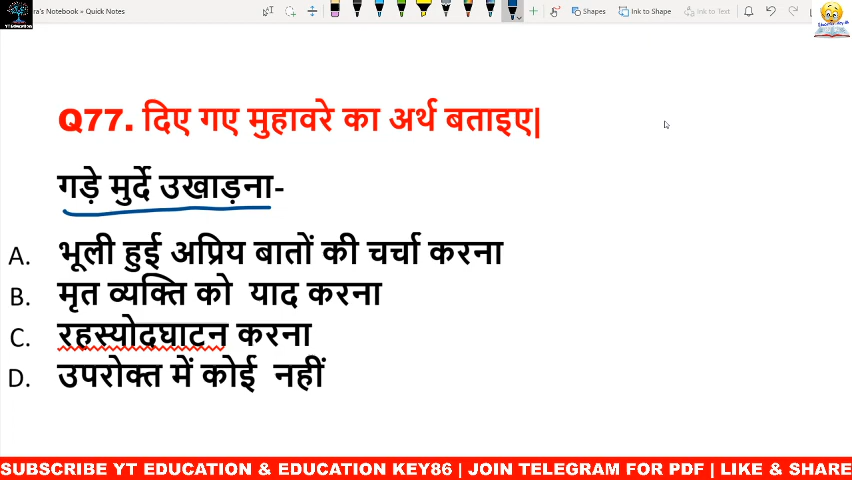 ra's Notebook » Quick Notes
Shapes
Ink to Shape
Ink to Text
YT EDUCATION
Q77. दिए गए मुहावरे का अर्थ बताइए|
गड़े मुर्दे उखाड़ना-
A. भूली हुई अप्रिय बातों की चर्चा करना
B. मृत व्यक्ति को याद करना
C. रहस्योदघाटन करना
D. उपरोक्त में कोई नहीं
SUBSCRIBE YT EDUCATION & EDUCATION KEY86 | JOIN TELEGRAM FOR PDF | LIKE & SHARE